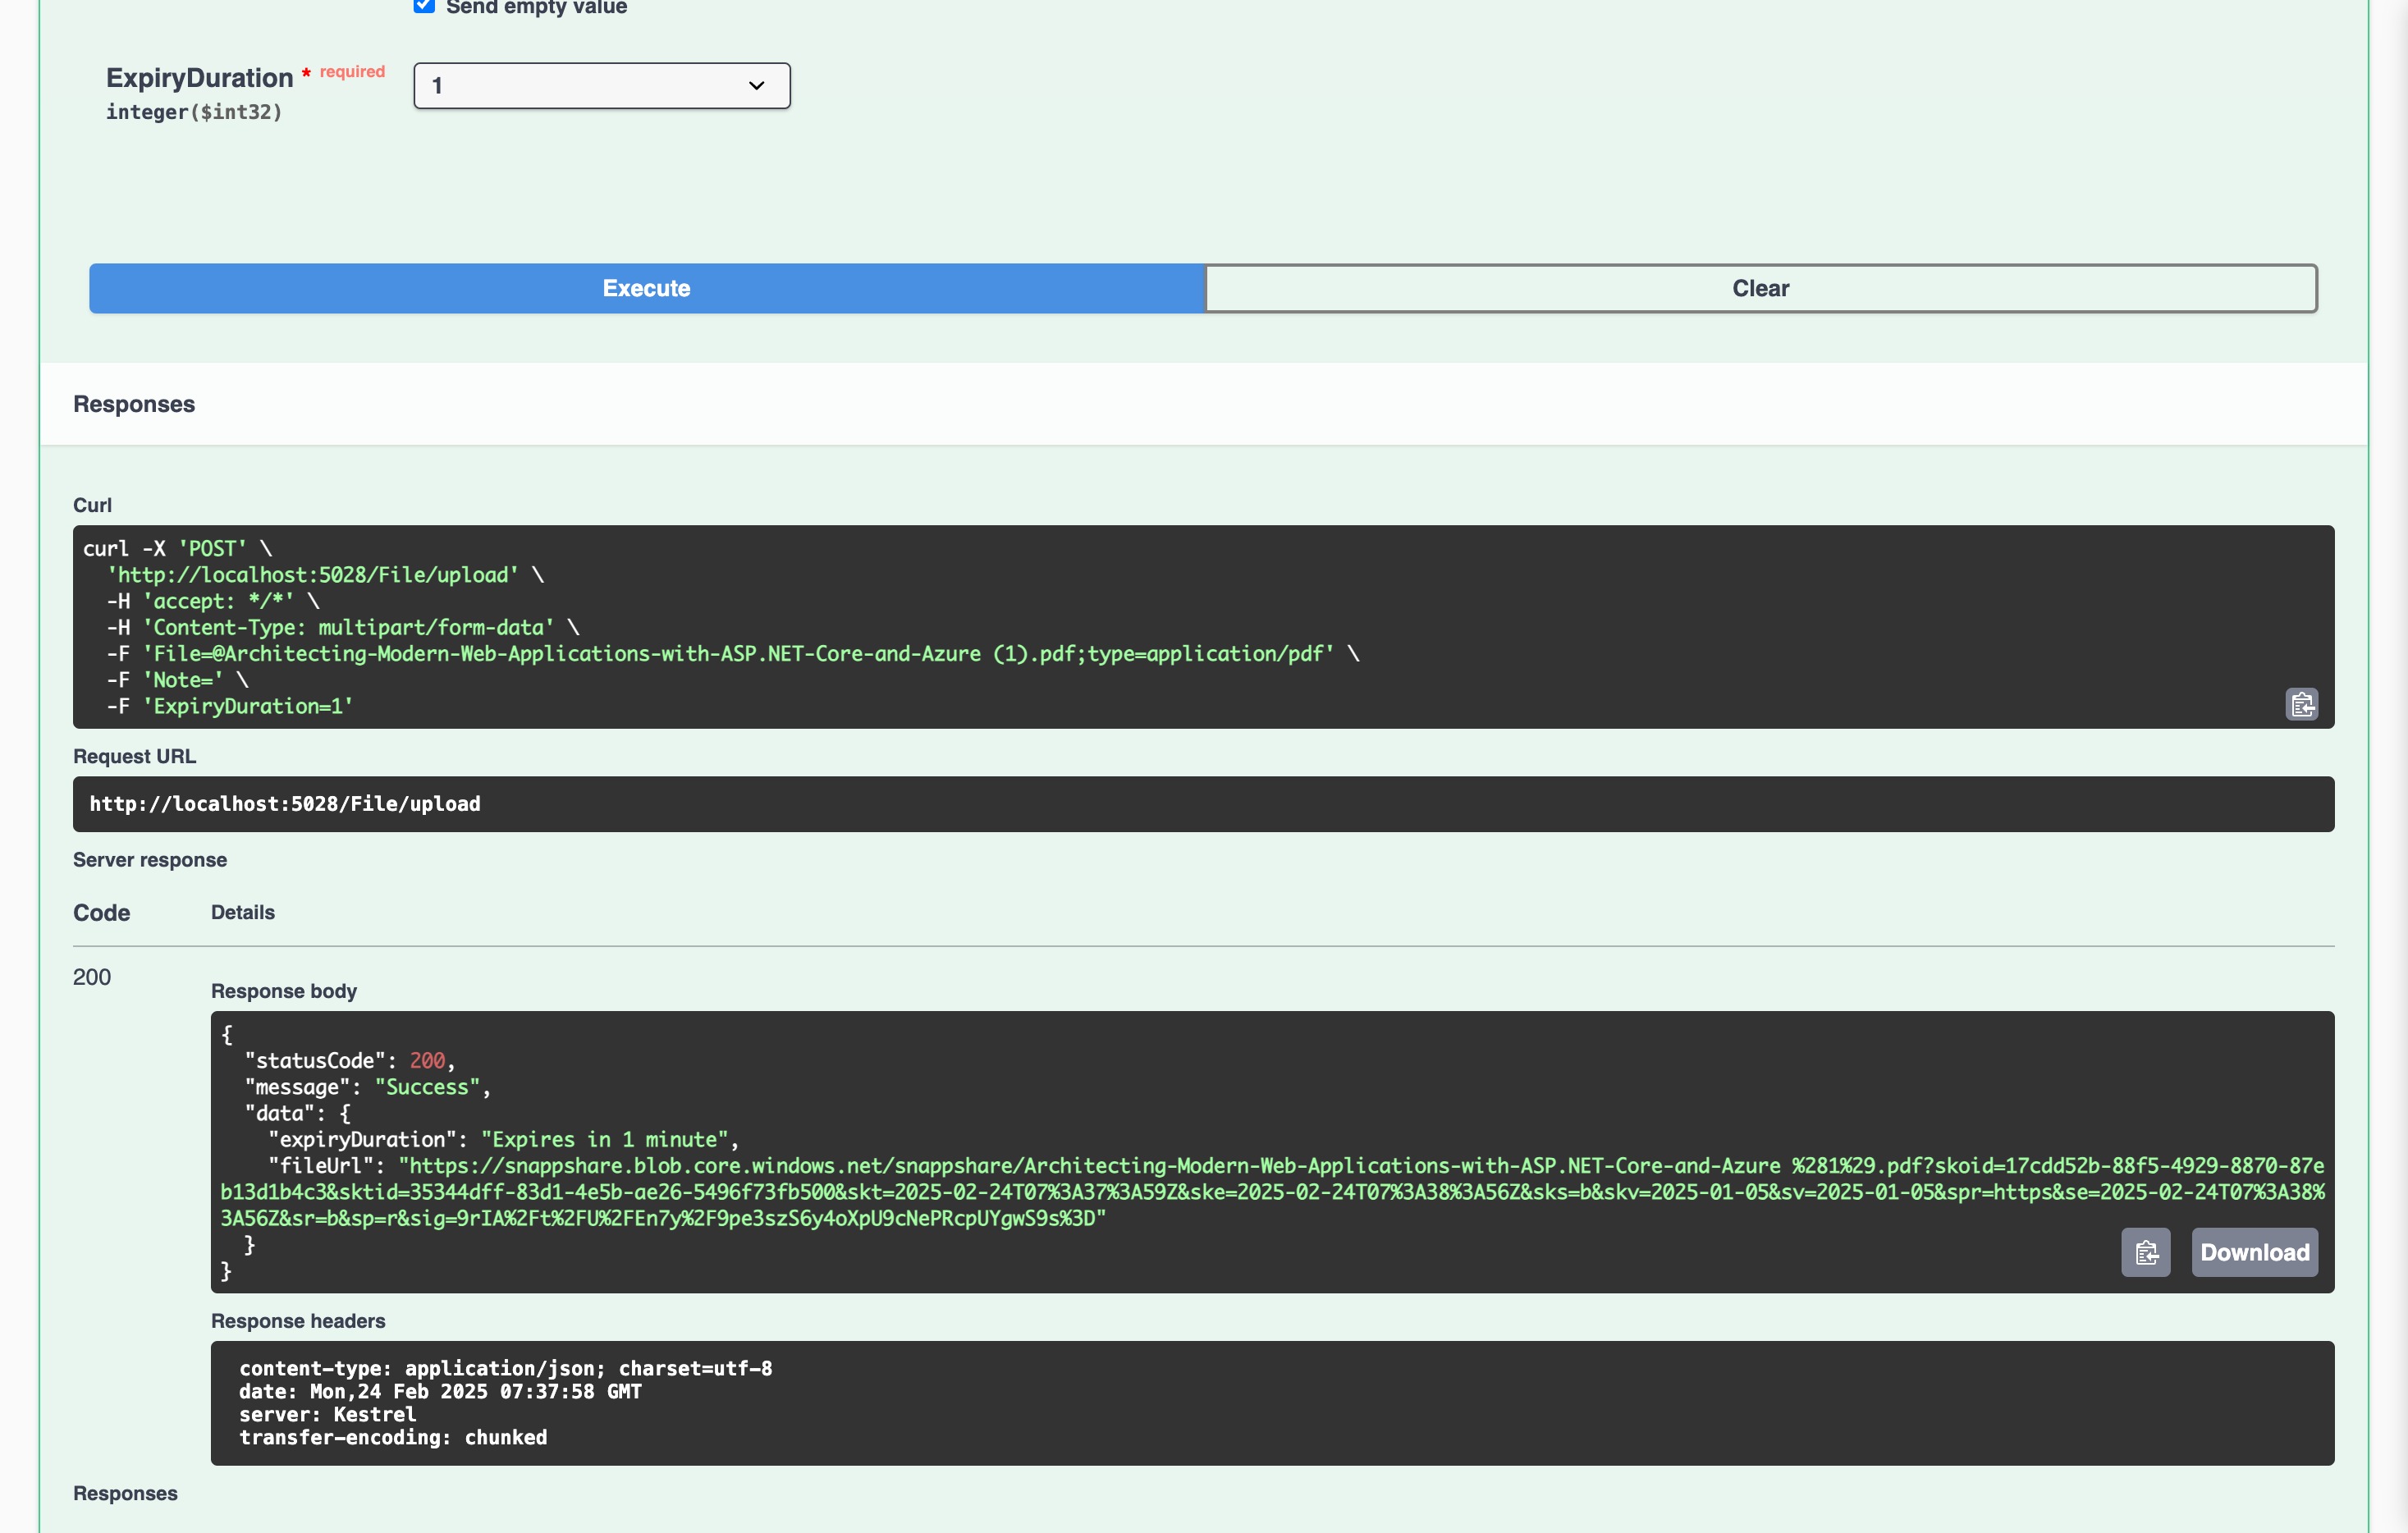 Send empty value
ExpiryDuration * required
1
integer($int32)
Execute
Clear
Responses
Curl
curl -X 'POST' \
  'http://localhost:5028/File/upload' \
  -H 'accept: */*' \
  -H 'Content-Type: multipart/form-data' \
  -F 'File=@Architecting-Modern-Web-Applications-with-ASP.NET-Core-and-Azure (1).pdf;type=application/pdf' \
  -F 'Note=' \
  -F 'ExpiryDuration=1'
Request URL
http://localhost:5028/File/upload
Server response
Code Details
200
Response body
{
  "statusCode": 200,
  "message": "Success",
  "data": {
    "expiryDuration": "Expires in 1 minute",
    "fileUrl": "https://snappshare.blob.core.windows.net/snappshare/Architecting-Modern-Web-Applications-with-ASP.NET-Core-and-Azure %281%29.pdf?skoid=17cdd52b-88f5-4929-8870-87e
b13d1b4c3&sktid=35344dff-83d1-4e5b-ae26-5496f73fb500&skt=2025-02-24T07%3A37%3A59Z&ske=2025-02-24T07%3A38%3A56Z&sks=b&skv=2025-01-05&sv=2025-01-05&spr=https&se=2025-02-24T07%3A38%
3A56Z&sr=b&sp=r&sig=9rIA%2Ft%2FU%2FEn7y%2F9pe3szS6y4oXpU9cNePRcpUYgwS9s%3D"
  }
}
Download
Response headers
content-type: application/json; charset=utf-8
date: Mon,24 Feb 2025 07:37:58 GMT
server: Kestrel
transfer-encoding: chunked
Responses